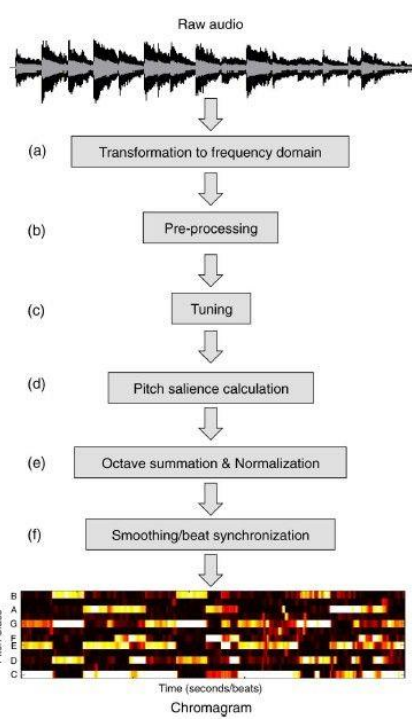 Raw audio
(a)
Transformation to frequency domain
(b)
Pre-processing
(c)
Tuning
(d)
Pitch salience calculation
(e)
Octave summation & Normalization
(f)
Smoothing/beat synchronization
B
A
G
F
E
D
C
Time (seconds/beats)
Chromagram